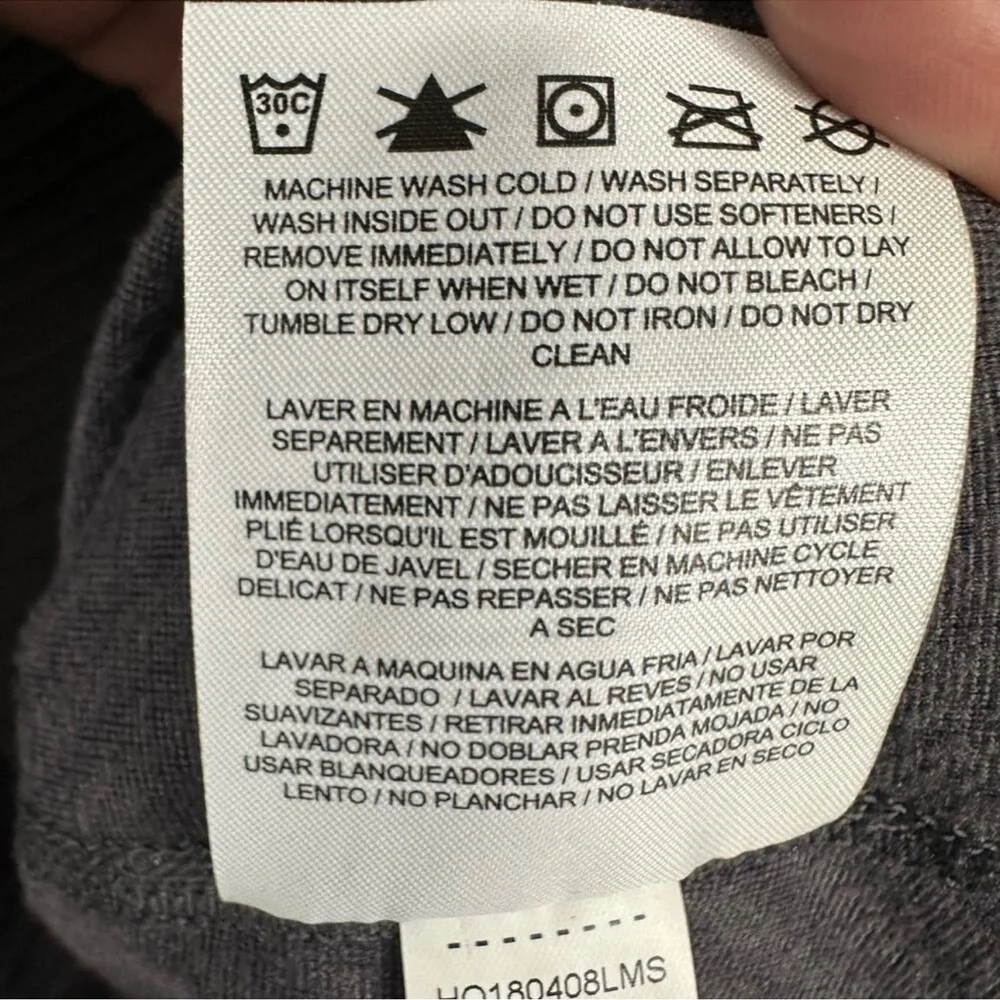 30C
MACHINE WASH COLD / WASH SEPARATELY /
WASH INSIDE OUT / DO NOT USE SOFTENERS /
REMOVE IMMEDIATELY / DO NOT ALLOW TO LAY
ON ITSELF WHEN WET / DO NOT BLEACH /
TUMBLE DRY LOW / DO NOT IRON / DO NOT DRY
CLEAN
LAVER EN MACHINE A L'EAU FROIDE / LAVER
SEPAREMENT / LAVER A L'ENVERS / NE PAS
UTILISER D'ADOUCISSEUR / ENLEVER
IMMEDIATEMENT / NE PAS LAISSER LE VÊTEMENT
PLIÉ LORSQU'IL EST MOUILLÉ / NE PAS UTILISER
D'EAU DE JAVEL / SECHER EN MACHINE CYCLE
DELICAT / NE PAS REPASSER / NE PAS NETTOYER
A SEC
LAVAR A MAQUINA EN AGUA FRIA / LAVAR POR
SEPARADO / LAVAR AL REVES / NO USAR
SUAVIZANTES / RETIRAR INMEDIATAMENTE DE LA
LAVADORA / NO DOBLAR PRENDA MOJADA / NO
USAR BLANQUEADORES / USAR SECADORA CICLO
LENTO / NO PLANCHAR / NO LAVAR EN SECO
HQ180408LMS